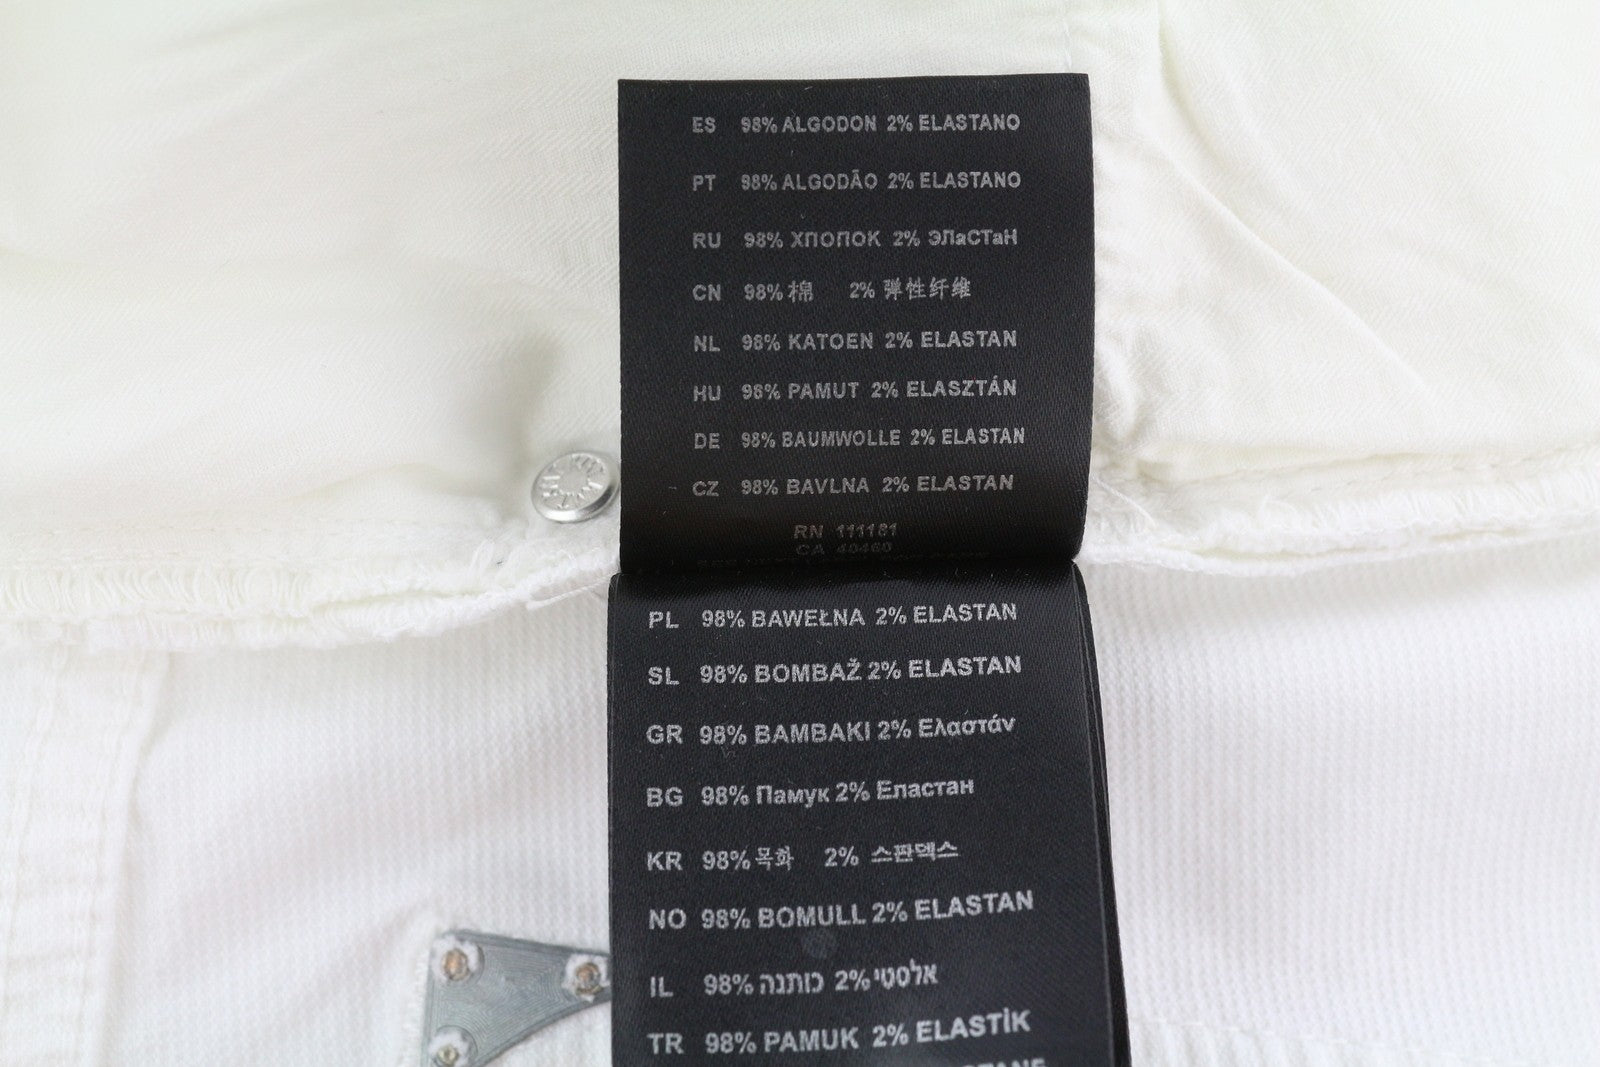 ES 98% ALGODON 2% ELASTANO
PT 98% ALGODÃO 2% ELASTANO
RU 98% ХПОПОК 2% ЭЛаСТаН
CN 98% 棉 2% 弹性纤维
NL 98% KATOEN 2% ELASTAN
HU 98% PAMUT 2% ELASZTÁN
DE 98% BAUMWOLLE 2% ELASTAN
CZ 98% BAVLNA 2% ELASTAN
RN 111181
CA 40460
PL 98% BAWEŁNA 2% ELASTAN
SL 98% BOMBAŽ 2% ELASTAN
GR 98% BAMBAKI 2% Ελαστάν
BG 98% Памук 2% Епастан
KR 98% 목화 2% 스판덱스
NO 98% BOMULL 2% ELASTAN
IL 98% כותנה 2% אלסטי
TR 98% PAMUK 2% ELASTİK